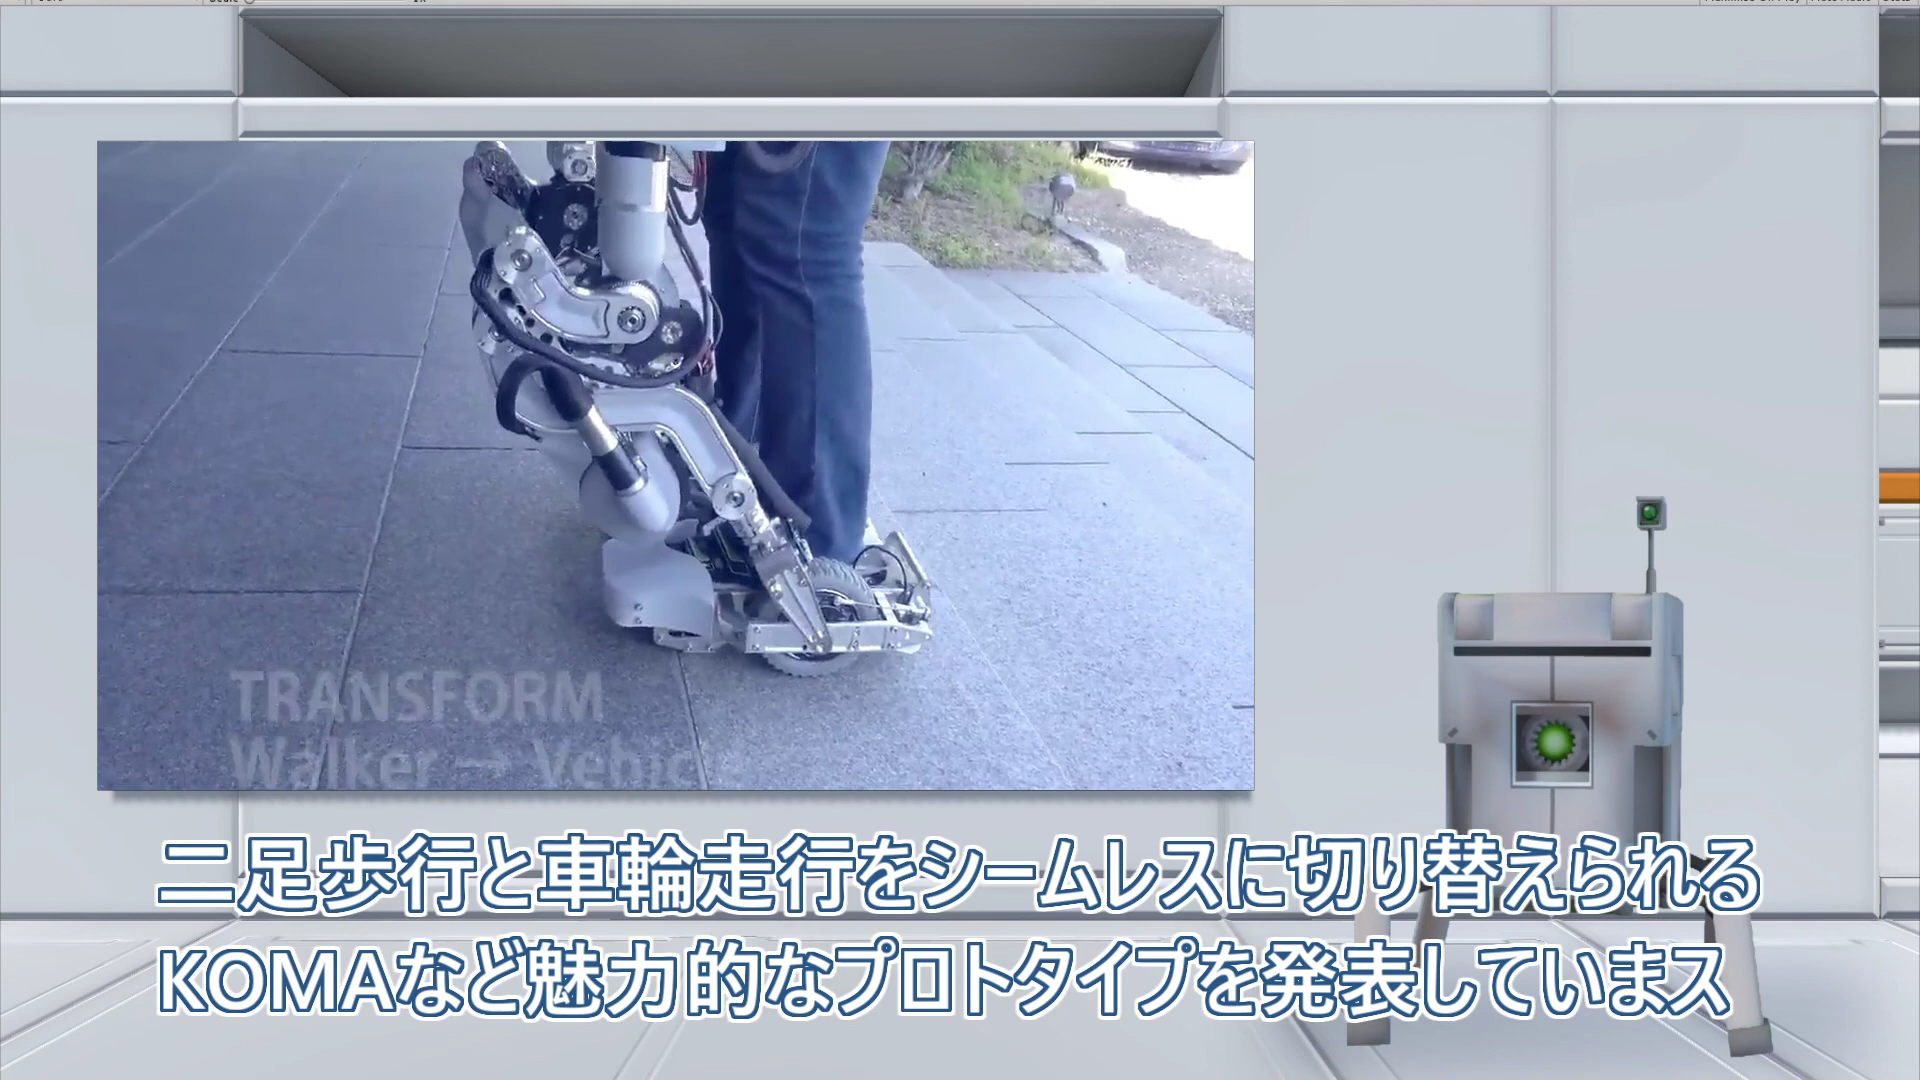 TRANSFORM
Walker → Vehic
二足歩行と車輪走行をシームレスに切り替えられる
KOMAなど魅力的なプロトタイプを発表していまス